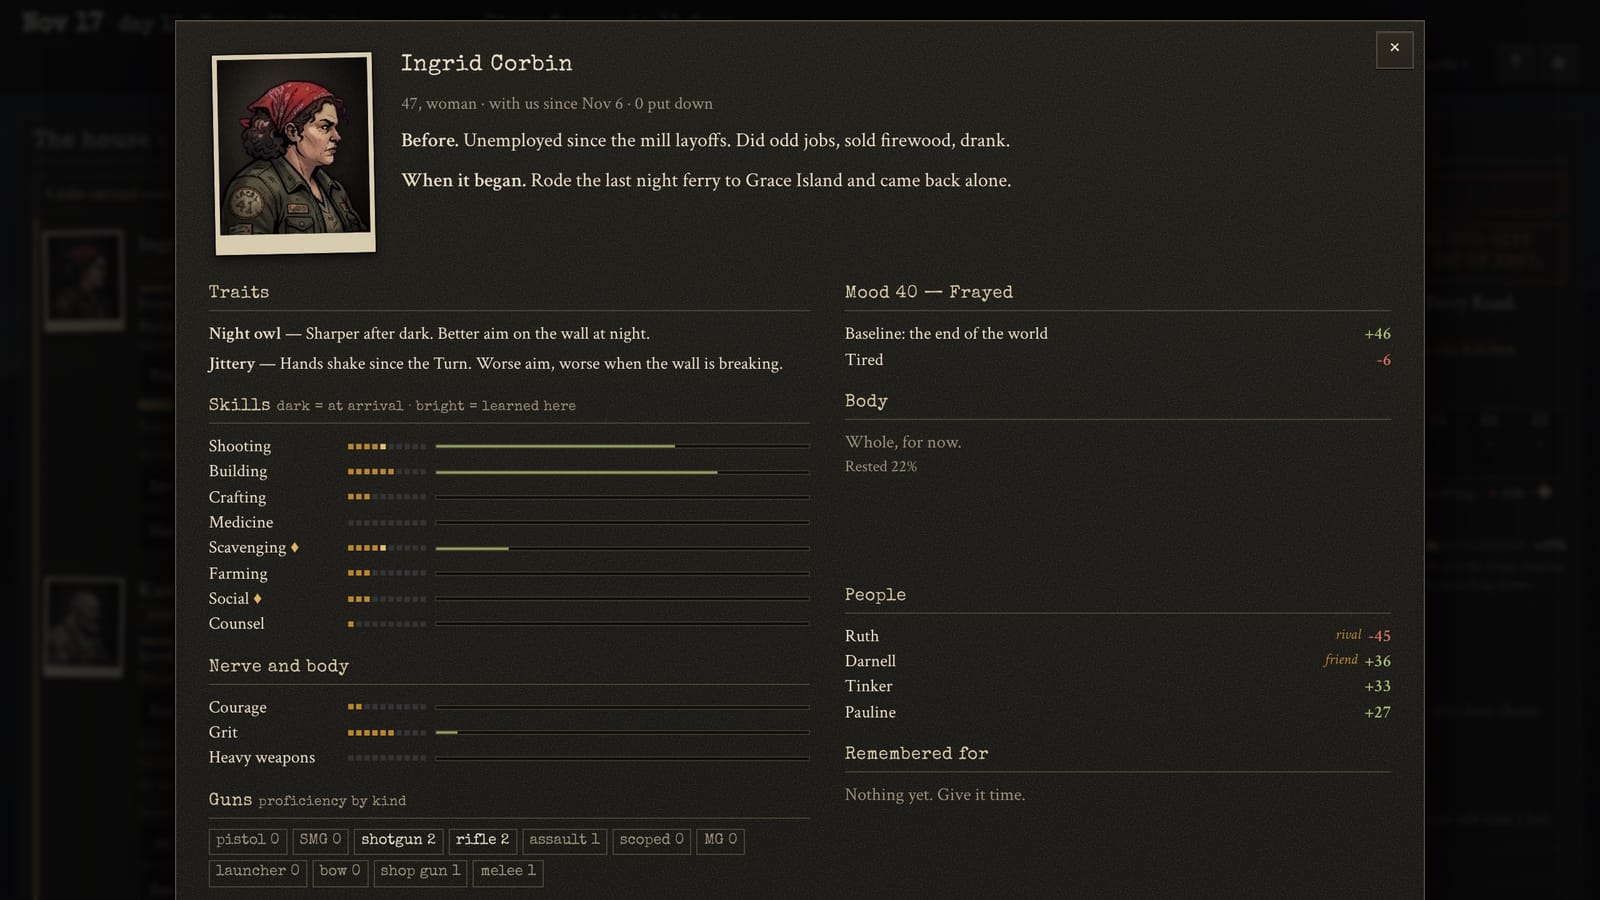 Nov 17
×
Ingrid Corbin
47, woman · with us since Nov 6 · 0 put down
Before. Unemployed since the mill layoffs. Did odd jobs, sold firewood, drank.
When it began. Rode the last night ferry to Grace Island and came back alone.
41
Traits
Night owl — Sharper after dark. Better aim on the wall at night.
Jittery — Hands shake since the Turn. Worse aim, worse when the wall is breaking.
Skills dark = at arrival · bright = learned here
Shooting
Building
Crafting
Medicine
Scavenging ♦
Farming
Social ♦
Counsel
Nerve and body
Courage
Grit
Heavy weapons
Guns proficiency by kind
pistol 0 SMG 0 shotgun 2 rifle 2 assault 1 scoped 0 MG 0
launcher 0 bow 0 shop gun 1 melee 1
Mood 40 — Frayed
Baseline: the end of the world +46
Tired -6
Body
Whole, for now.
Rested 22%
People
Ruth rival -45
Darnell friend +36
Tinker +33
Pauline +27
Remembered for
Nothing yet. Give it time.
The house